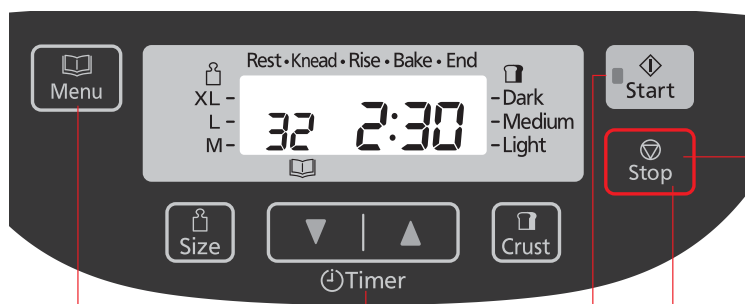 Menu
Rest • Knead • Rise • Bake • End
XL
L
M
32 2:30
Dark
Medium
Light
Start
Stop
Size
Timer
Crust